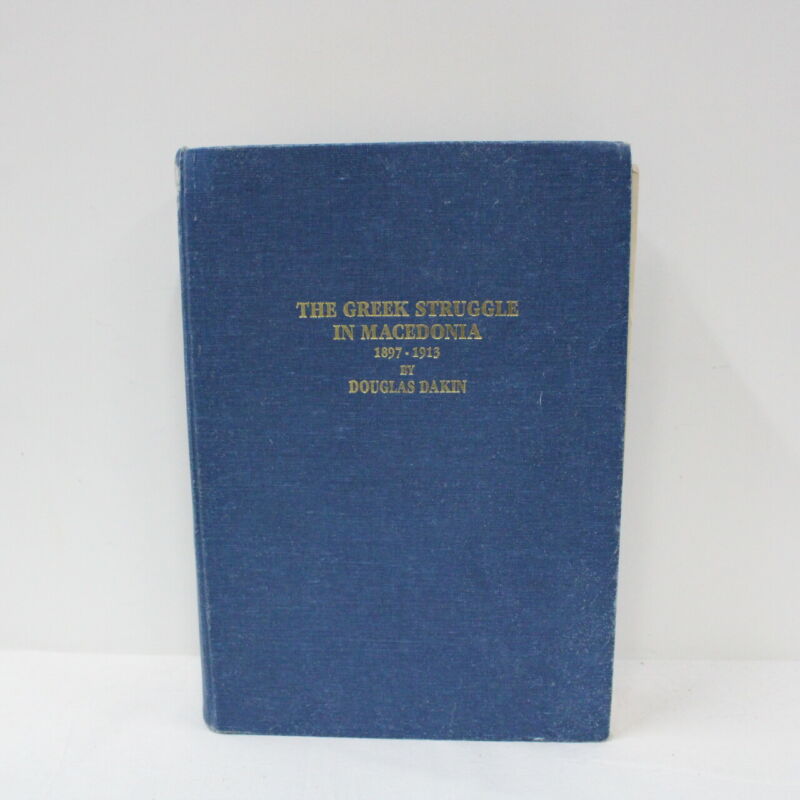 THE GREEK STRUGGLE
IN MACEDONIA
1897 • 1913
BY
DOUGLAS DAKIN